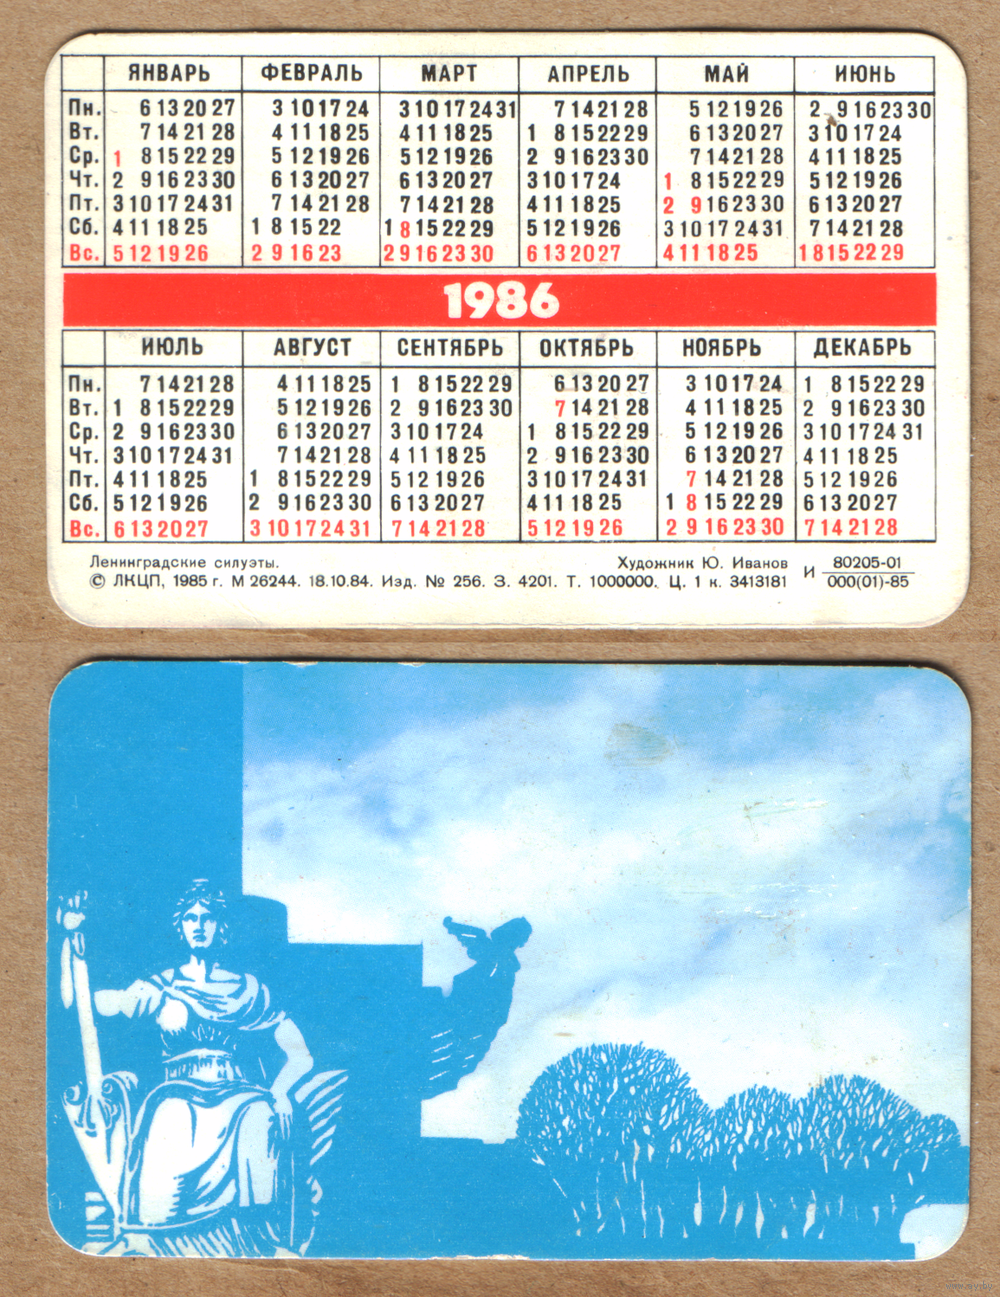 ЯНВАРЬ ФЕВРАЛЬ МАРТ АПРЕЛЬ МАЙ ИЮНЬ
Пн. 6 13 20 27 3 10 17 24 3 10 17 24 31 7 14 21 28 5 12 19 26 2 9 16 23 30
Вт. 7 14 21 28 4 11 18 25 4 11 18 25 1 8 15 22 29 6 13 20 27 3 10 17 24
Ср. 1 8 15 22 29 5 12 19 26 5 12 19 26 2 9 16 23 30 7 14 21 28 4 11 18 25
Чт. 2 9 16 23 30 6 13 20 27 6 13 20 27 3 10 17 24 1 8 15 22 29 5 12 19 26
Пт. 3 10 17 24 31 7 14 21 28 7 14 21 28 4 11 18 25 2 9 16 23 30 6 13 20 27
Сб. 4 11 18 25 1 8 15 22 1 8 15 22 29 5 12 19 26 3 10 17 24 31 7 14 21 28
Вс. 5 12 19 26 2 9 16 23 2 9 16 23 30 6 13 20 27 4 11 18 25 1 8 15 22 29
1986
ИЮЛЬ АВГУСТ СЕНТЯБРЬ ОКТЯБРЬ НОЯБРЬ ДЕКАБРЬ
Пн. 7 14 21 28 4 11 18 25 1 8 15 22 29 6 13 20 27 3 10 17 24 1 8 15 22 29
Вт. 1 8 15 22 29 5 12 19 26 2 9 16 23 30 7 14 21 28 4 11 18 25 2 9 16 23 30
Ср. 2 9 16 23 30 6 13 20 27 3 10 17 24 1 8 15 22 29 5 12 19 26 3 10 17 24 31
Чт. 3 10 17 24 31 7 14 21 28 4 11 18 25 2 9 16 23 30 6 13 20 27 4 11 18 25
Пт. 4 11 18 25 1 8 15 22 29 5 12 19 26 3 10 17 24 31 7 14 21 28 5 12 19 26
Сб. 5 12 19 26 2 9 16 23 30 6 13 20 27 4 11 18 25 1 8 15 22 29 6 13 20 27
Вс. 6 13 20 27 3 10 17 24 31 7 14 21 28 5 12 19 26 2 9 16 23 30 7 14 21 28
Ленинградские силуэты. Художник Ю. Иванов
© ЛКЦП, 1985 г. М 26244. 18.10.84. Изд. № 256. З. 4201. Т. 1000000. Ц. 1 к. 3413181
И 80205-01
000(01)-85